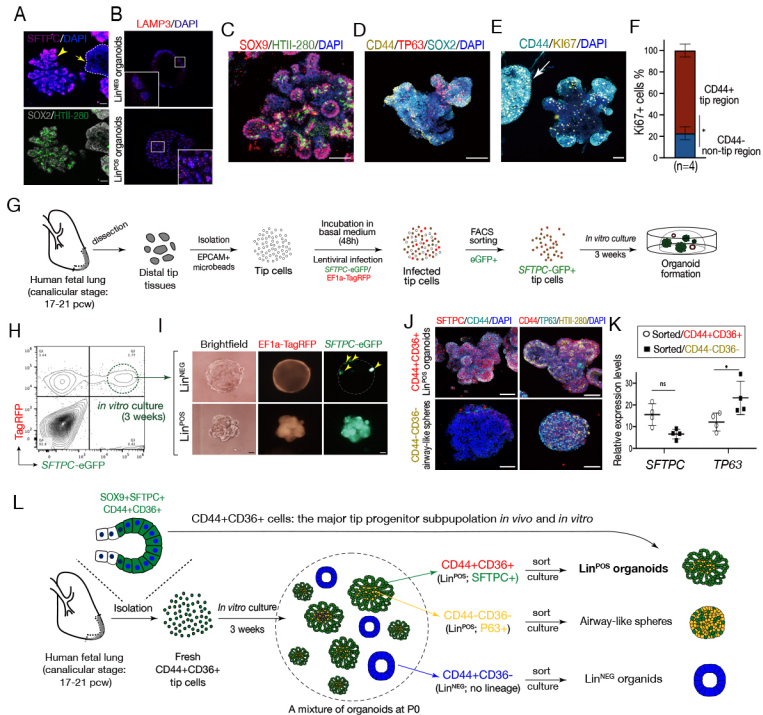 A
SFTPC/DAPI
SOX2/HTII-280
B
LAMP3/DAPI
LinNEG organoids
LinPOS organoids
C
SOX9/HTII-280/DAPI
D
CD44/TP63/SOX2/DAPI
E
CD44/KI67/DAPI
F
Ki67+ cells %
100
80
60
40
20
0
(n=4)
CD44+
tip region
*
CD44-
non-tip region
G
Human fetal lung
(canalicular stage:
17-21 pcw)
dissection
Distal tip
tissues
Isolation
EPCAM+
microbeads
Tip cells
Incubation in
basal medium
(48h)
Lentiviral infection
SFTPC-eGFP/
EF1a-TagRFP
Infected
tip cells
FACS
sorting
eGFP+
SFTPC-GFP+
tip cells
In vitro culture
3 weeks
Organoid
formation
H
TagRFP
SFTPC-eGFP
in vitro culture
(3 weeks)
I
Brightfield
EF1a-TagRFP
SFTPC-eGFP
LinNEG
LinPOS
J
SFTPC/CD44/DAPI
CD44/TP63/HTII-280/DAPI
CD44+CD36+
LinPOS organoids
CD44-CD36-
airway-like spheres
K
Sorted/CD44+CD36+
Sorted/CD44-CD36-
Relative expression levels
30
20
10
0
ns
*
SFTPC
TP63
L
SOX9+SFTPC+
CD44+CD36+
CD44+CD36+ cells: the major tip progenitor subpupulation in vivo and in vitro
Human fetal lung
(canalicular stage:
17-21 pcw)
Isolation
Fresh
CD44+CD36+
tip cells
In vitro culture
3 weeks
A mixture of organoids at P0
CD44+CD36+
(LinPOS; SFTPC+)
sort
culture
LinPOS organoids
CD44-CD36-
(LinPOS; P63+)
sort
culture
Airway-like spheres
CD44+CD36-
(LinNEG; no lineage)
sort
culture
LinNEG organids